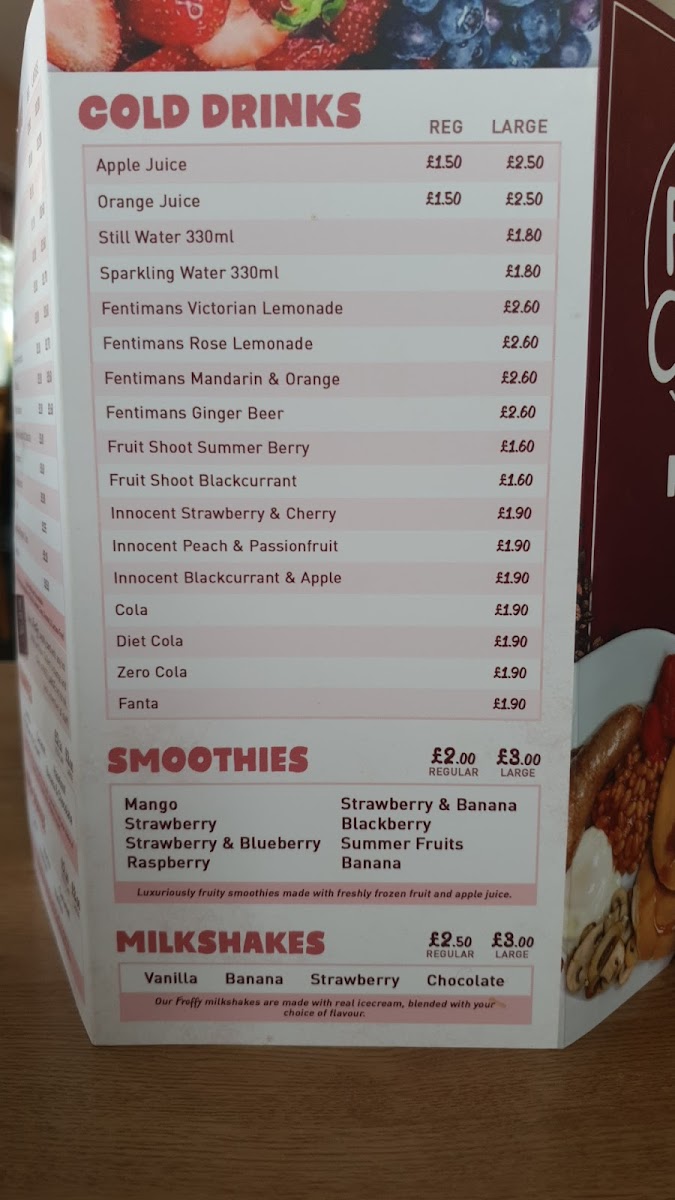 COLD DRINKS
REG LARGE
Apple Juice £1.50 £2.50
Orange Juice £1.50 £2.50
Still Water 330ml £1.80
Sparkling Water 330ml £1.80
Fentimans Victorian Lemonade £2.60
Fentimans Rose Lemonade £2.60
Fentimans Mandarin & Orange £2.60
Fentimans Ginger Beer £2.60
Fruit Shoot Summer Berry £1.60
Fruit Shoot Blackcurrant £1.60
Innocent Strawberry & Cherry £1.90
Innocent Peach & Passionfruit £1.90
Innocent Blackcurrant & Apple £1.90
Cola £1.90
Diet Cola £1.90
Zero Cola £1.90
Fanta £1.90
SMOOTHIES £2.00 £3.00
REGULAR LARGE
Mango Strawberry & Banana
Strawberry Blackberry
Strawberry & Blueberry Summer Fruits
Raspberry Banana
Luxuriously fruity smoothies made with freshly frozen fruit and apple juice.
MILKSHAKES £2.50 £3.00
REGULAR LARGE
Vanilla Banana Strawberry Chocolate
Our Froffy milkshakes are made with real icecream, blended with your
choice of flavour.